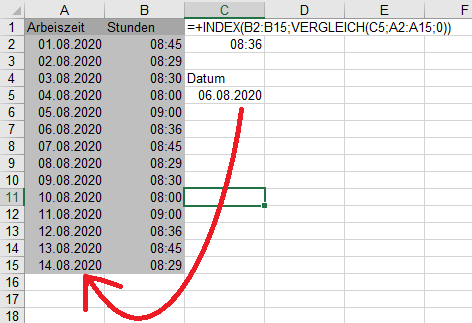 A B C D E F
1 Arbeiszeit Stunden =+INDEX(B2:B15;VERGLEICH(C5;A2:A15;0))
2 01.08.2020 08:45 08:36
3 02.08.2020 08:29
4 03.08.2020 08:30 Datum
5 04.08.2020 08:00 06.08.2020
6 05.08.2020 09:00
7 06.08.2020 08:36
8 07.08.2020 08:45
9 08.08.2020 08:29
10 09.08.2020 08:30
11 10.08.2020 08:00
12 11.08.2020 09:00
13 12.08.2020 08:36
14 13.08.2020 08:45
15 14.08.2020 08:29
16
17
18